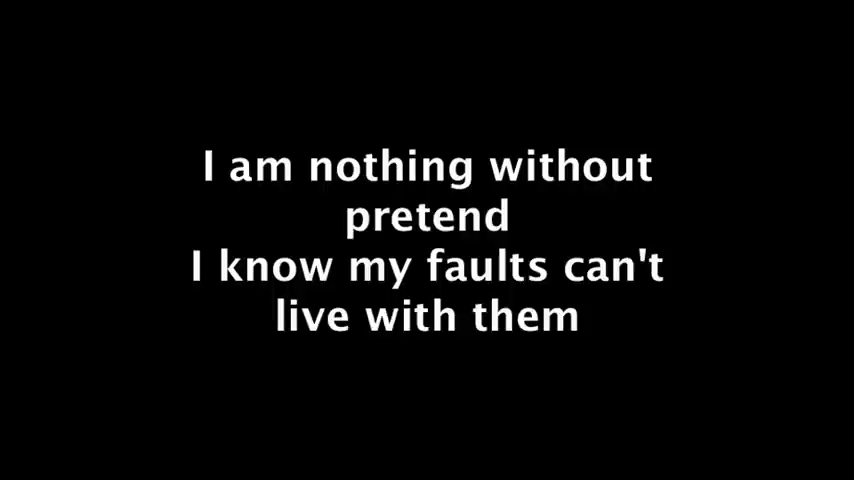 I am nothing without
pretend
I know my faults can't
live with them